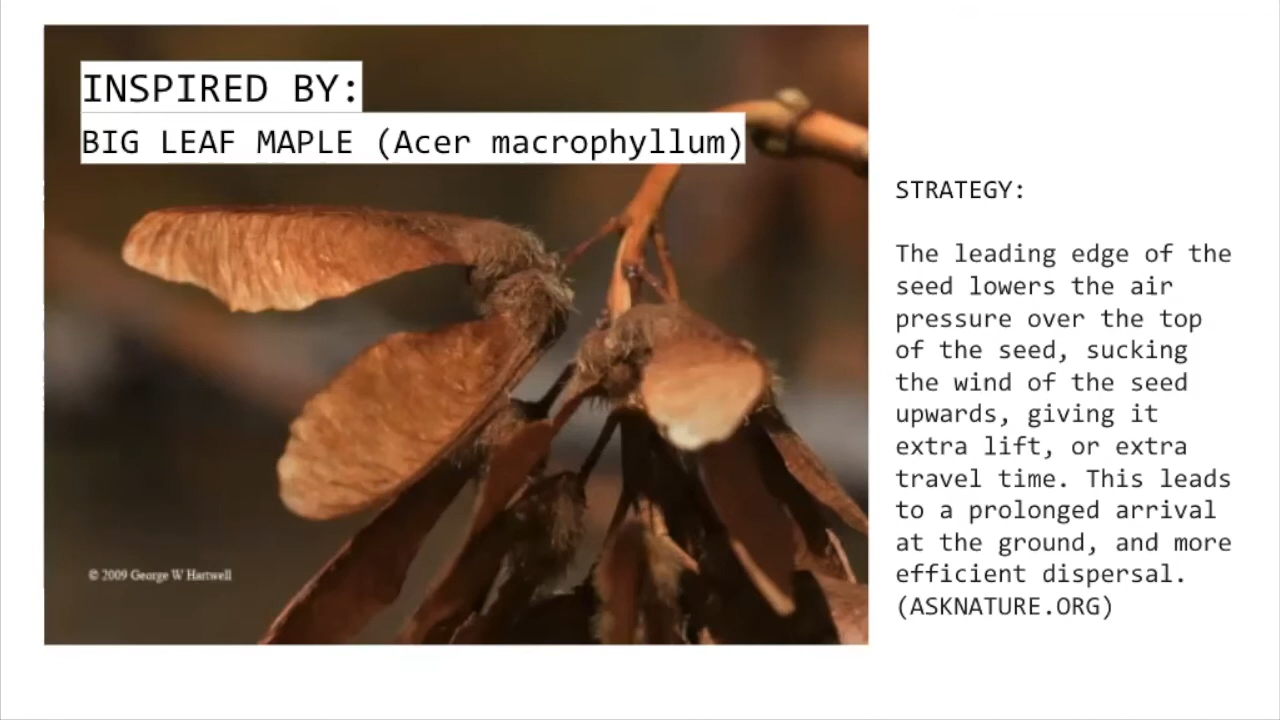 INSPIRED BY:
BIG LEAF MAPLE (Acer macrophyllum)
STRATEGY:
The leading edge of the
seed lowers the air
pressure over the top
of the seed, sucking
the wind of the seed
upwards, giving it
extra lift, or extra
travel time. This leads
to a prolonged arrival
at the ground, and more
efficient dispersal.
(ASKNATURE.ORG)
© 2009 George W Hartwell